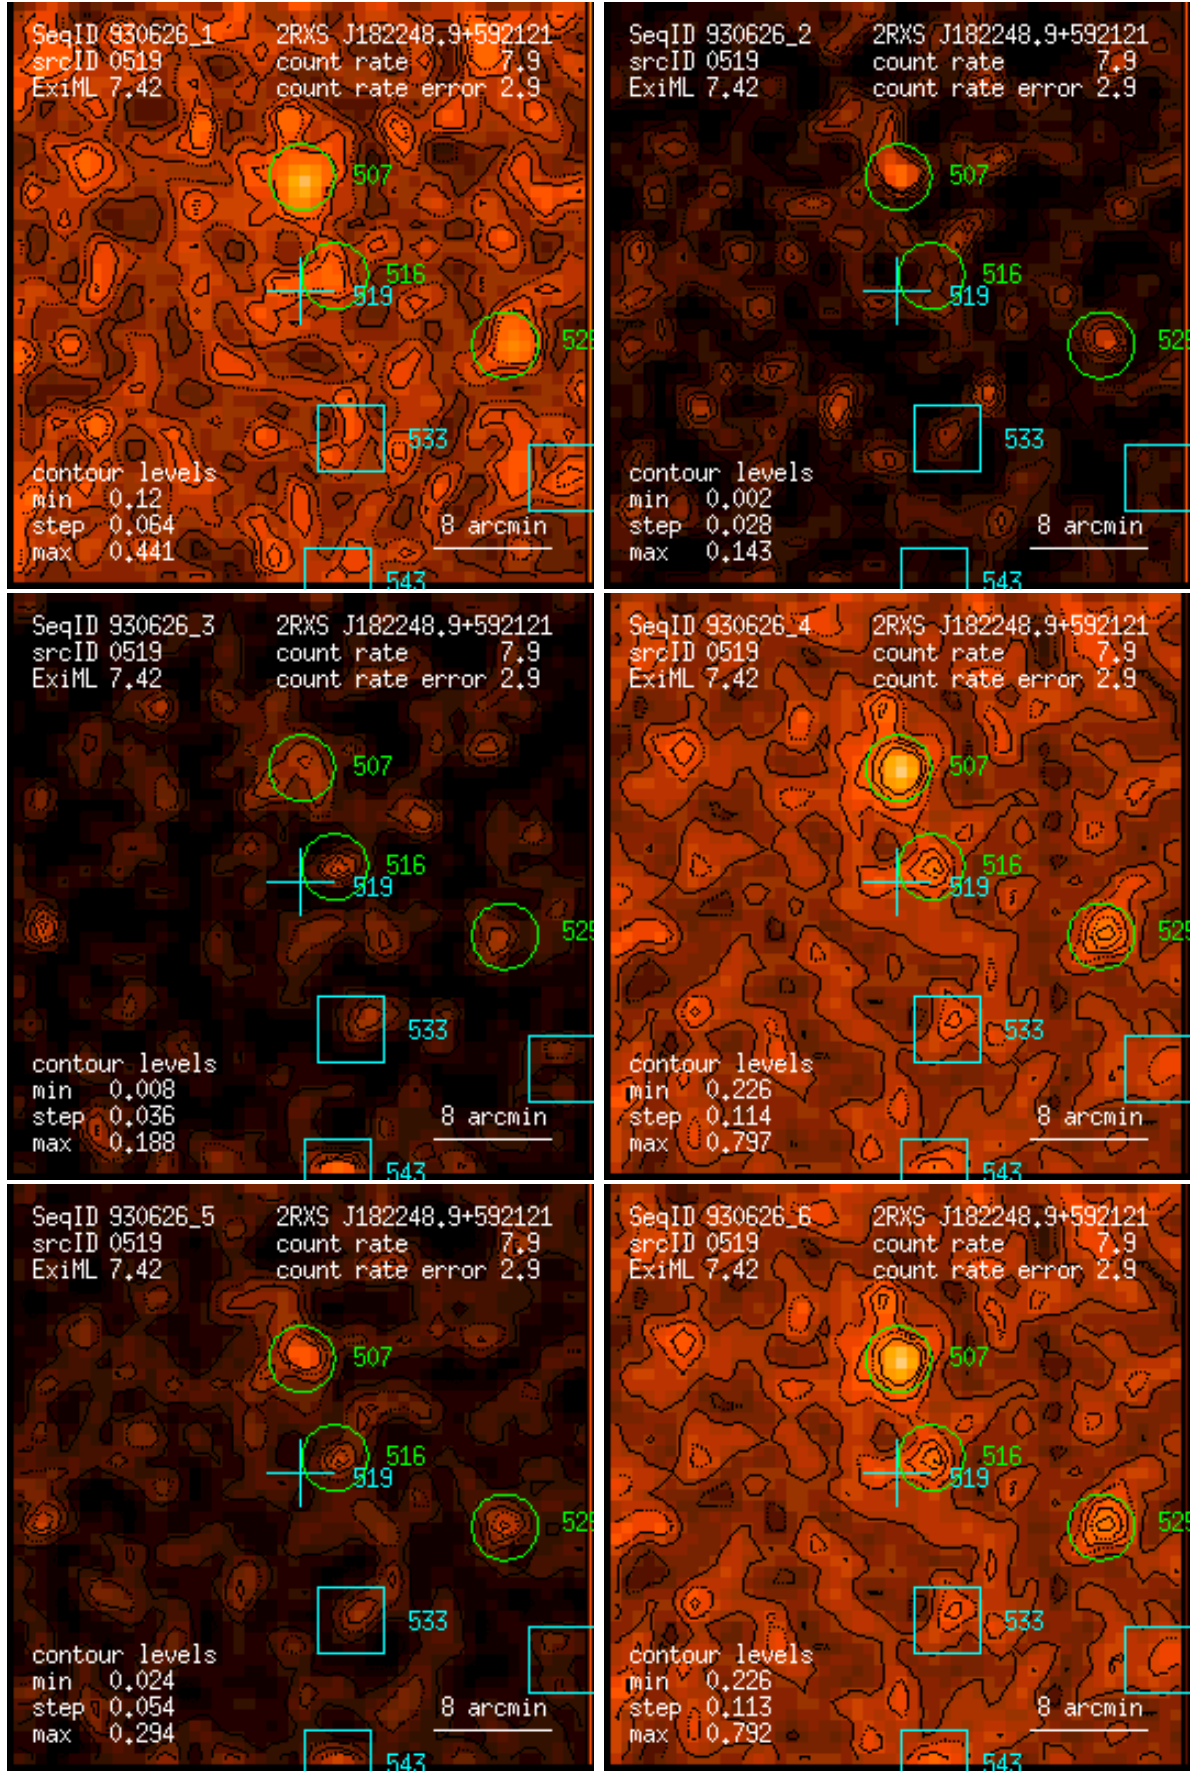 SeqID 930626_1 2RXS J182248.9+592121
srcID 0519 count rate 7.9
ExiML 7.42 count rate error 2.9
507
516
519
529
533
contour levels
min 0.12
step 0.064 8 arcmin
max 0.441
543
SeqID 930626_2 2RXS J182248.9+592121
srcID 0519 count rate 7.9
ExiML 7.42 count rate error 2.9
507
516
519
529
533
contour levels
min 0.002
step 0.028 8 arcmin
max 0.143
543
SeqID 930626_3 2RXS J182248.9+592121
srcID 0519 count rate 7.9
ExiML 7.42 count rate error 2.9
507
516
519
529
533
contour levels
min 0.008
step 0.036 8 arcmin
max 0.188
543
SeqID 930626_4 2RXS J182248.9+592121
srcID 0519 count rate 7.9
ExiML 7.42 count rate error 2.9
507
516
519
529
533
contour levels
min 0.226
step 0.114 8 arcmin
max 0.797
543
SeqID 930626_5 2RXS J182248.9+592121
srcID 0519 count rate 7.9
ExiML 7.42 count rate error 2.9
507
516
519
529
533
contour levels
min 0.024
step 0.054 8 arcmin
max 0.294
543
SeqID 930626_6 2RXS J182248.9+592121
srcID 0519 count rate 7.9
ExiML 7.42 count rate error 2.9
507
516
519
529
533
contour levels
min 0.226
step 0.113 8 arcmin
max 0.792
543